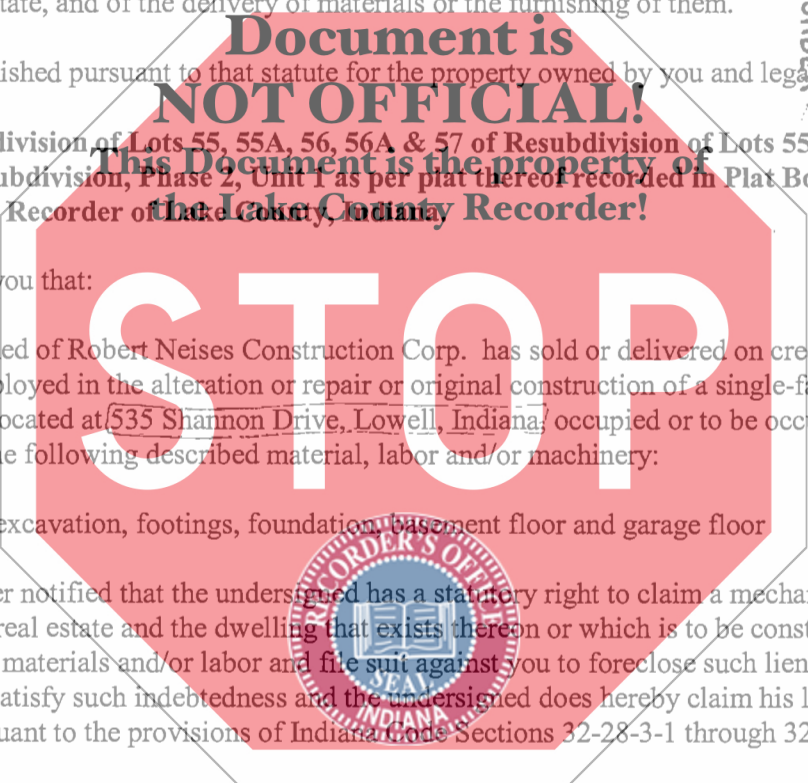 tate, and of the delivery of materials or the furnishing of them.
Document is
ished pursuant to that statute for the property owned by you and lega
NOT OFFICIAL!
division of Lots 55, 55A, 56, 56A & 57 of Resubdivision of Lots 55
This Document is the property of
ubdivision, Phase 2, Unit 1 as per plat thereof recorded in Plat Bo
the Lake County Recorder!
Recorder of Lake County, Indiana.
you that:
STOP
ed of Robert Neises Construction Corp. has sold or delivered on cre
ployed in the alteration or repair or original construction of a single-fa
ocated at 535 Shannon Drive, Lowell, Indiana, occupied or to be occ
e following described material, labor and/or machinery:
excavation, footings, foundation, basement floor and garage floor
er notified that the undersigned has a statutory right to claim a mecha
real estate and the dwelling that exists thereon or which is to be const
materials and/or labor and file suit against you to foreclose such lien
atisfy such indebtedness and the undersigned does hereby claim his l
uant to the provisions of Indiana Code Sections 32-28-3-1 through 32
RECORDER'S OFFICE
SEAL
INDIANA